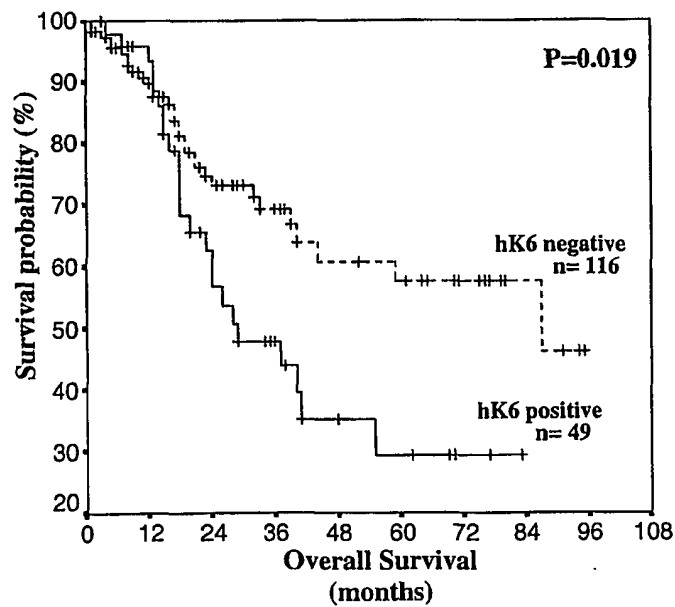 100
90
80
70
60
50
40
30
20
Survival probability (%)
P=0.019
hK6 negative
n= 116
hK6 positive
n= 49
0 12 24 36 48 60 72 84 96 108
Overall Survival
(months)